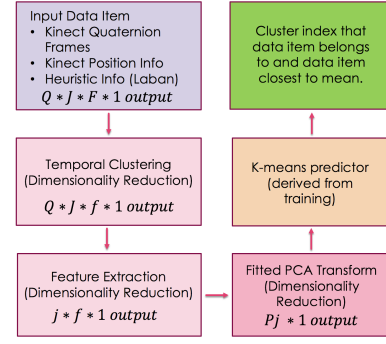 Input Data Item
• Kinect Quaternion
Frames
• Kinect Position Info
• Heuristic Info (Laban)
Q ∗ J ∗ F ∗ 1 output
Temporal Clustering
(Dimensionality Reduction)
Q ∗ J ∗ f ∗ 1 output
Feature Extraction
(Dimensionality Reduction)
j ∗ f ∗ 1 output
Fitted PCA Transform
(Dimensionality
Reduction)
Pj ∗ 1 output
K-means predictor
(derived from
training)
Cluster index that
data item belongs
to and data item
closest to mean.